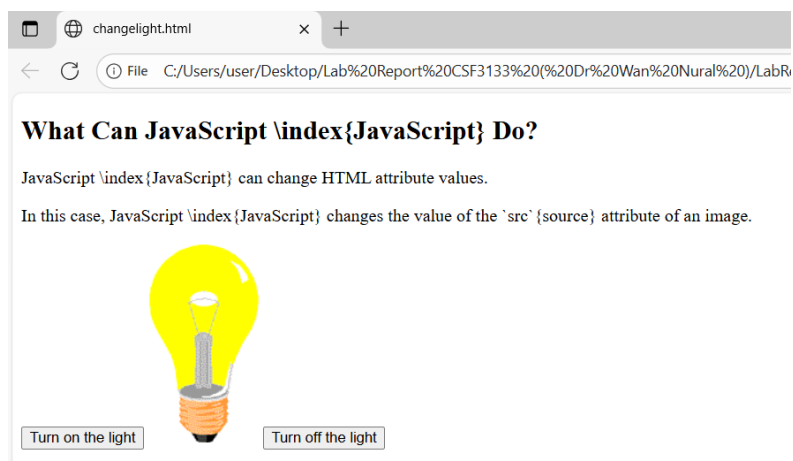 changelight.html
File C:/Users/user/Desktop/Lab%20Report%20CSF3133%20(%20Dr%20Wan%20Nural%20)/LabRe
What Can JavaScript \index{JavaScript} Do?
JavaScript \index{JavaScript} can change HTML attribute values.
In this case, JavaScript \index{JavaScript} changes the value of the `src`{source} attribute of an image.
Turn on the light Turn off the light